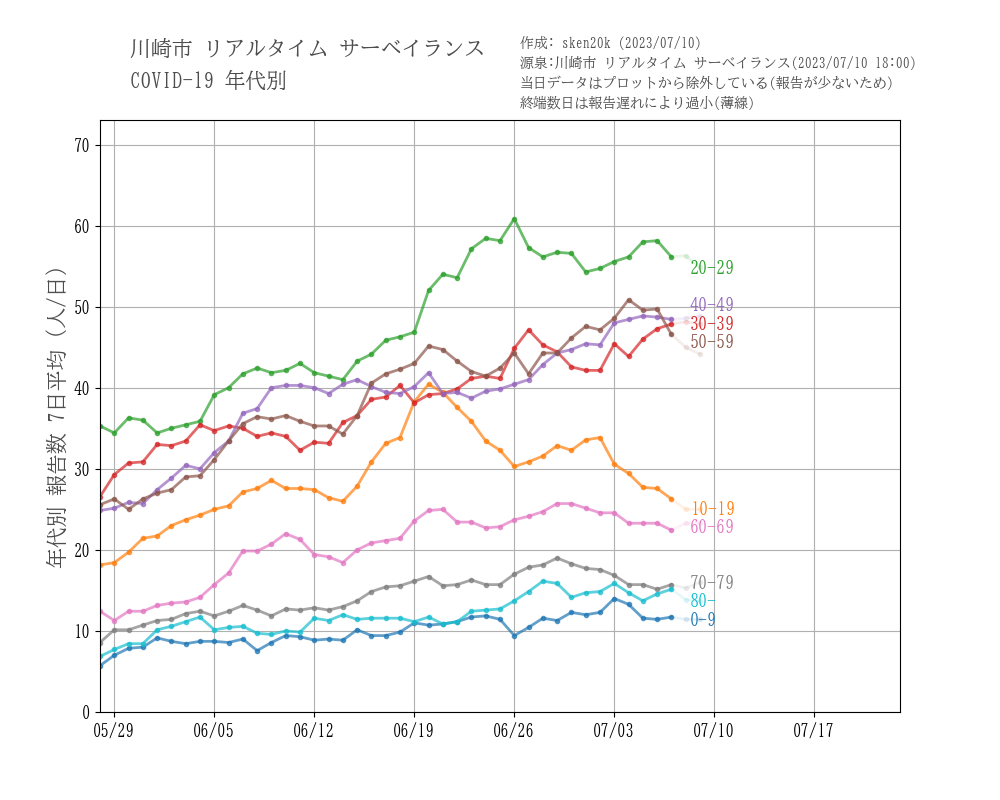 川崎市 リアルタイム サーベイランス
COVID-19 年代別
作成: sken20k (2023/07/10)
源泉:川崎市 リアルタイム サーベイランス(2023/07/10 18:00)
当日データはプロットから除外している(報告が少ないため)
終端数日は報告遅れにより過小(薄線)
年代別 報告数 7日平均 (人/日)
70
60
50
40
30
20
10
0
20-29
40-49
30-39
50-59
10-19
60-69
70-79
80-
0-9
05/29 06/05 06/12 06/19 06/26 07/03 07/10 07/17